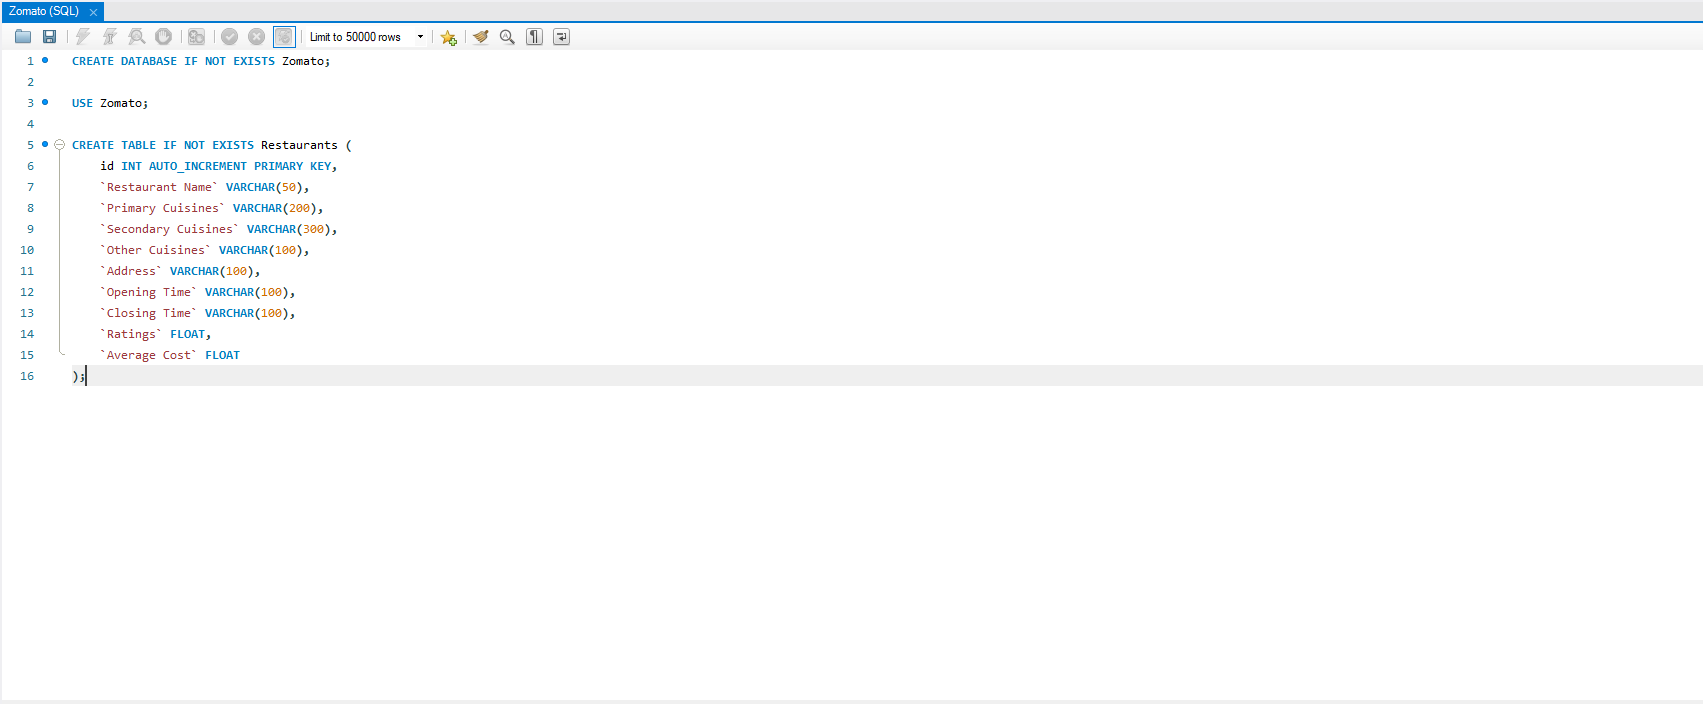 Zomato (SQL)
Limit to 50000 rows
1 CREATE DATABASE IF NOT EXISTS Zomato;
2
3 USE Zomato;
4
5 CREATE TABLE IF NOT EXISTS Restaurants (
6 id INT AUTO_INCREMENT PRIMARY KEY,
7 `Restaurant Name` VARCHAR(50),
8 `Primary Cuisines` VARCHAR(200),
9 `Secondary Cuisines` VARCHAR(300),
10 `Other Cuisines` VARCHAR(100),
11 `Address` VARCHAR(100),
12 `Opening Time` VARCHAR(100),
13 `Closing Time` VARCHAR(100),
14 `Ratings` FLOAT,
15 `Average Cost` FLOAT
16 );